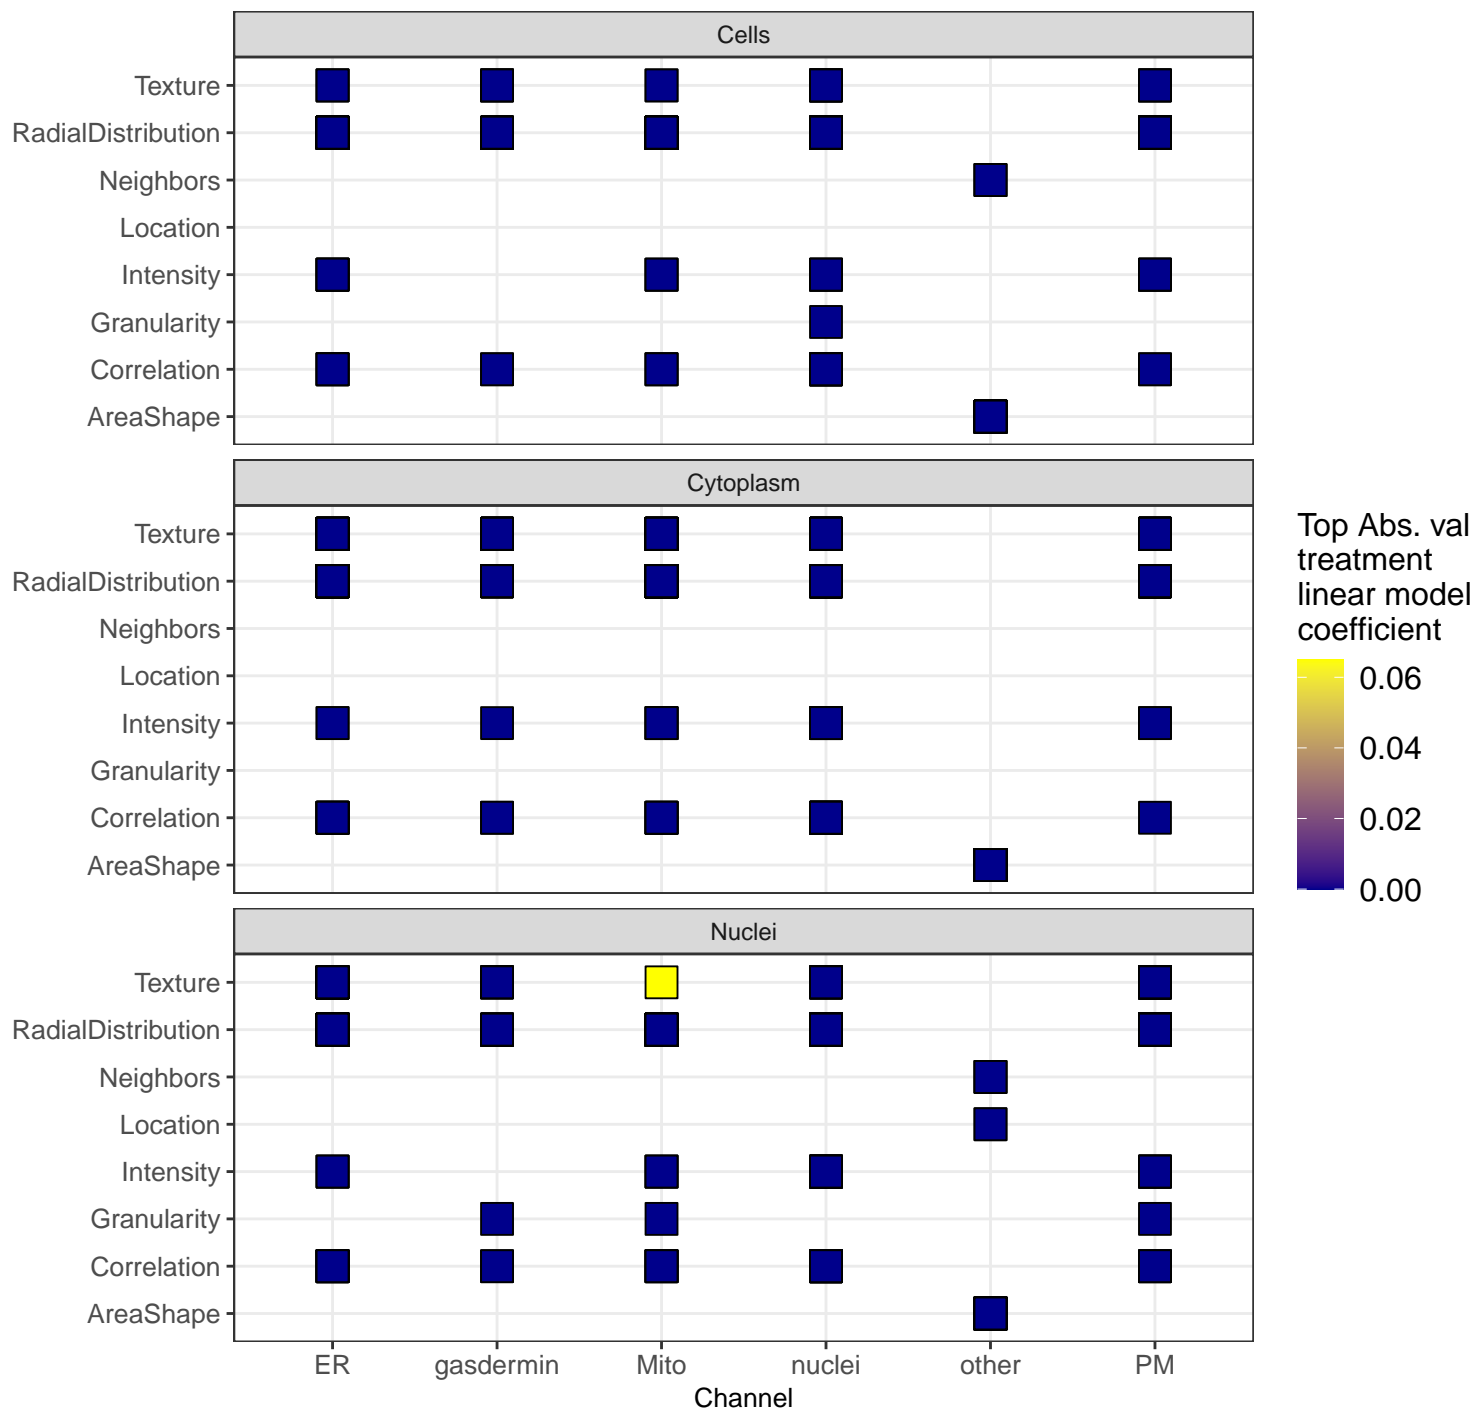 Cells
Texture
RadialDistribution
Neighbors
Location
Intensity
Granularity
Correlation
AreaShape
Cytoplasm
Texture
RadialDistribution
Neighbors
Location
Intensity
Granularity
Correlation
AreaShape
Nuclei
Texture
RadialDistribution
Neighbors
Location
Intensity
Granularity
Correlation
AreaShape
ER gasdermin Mito nuclei other PM
Channel
Top Abs. val
treatment
linear model
coefficient
0.06
0.04
0.02
0.00